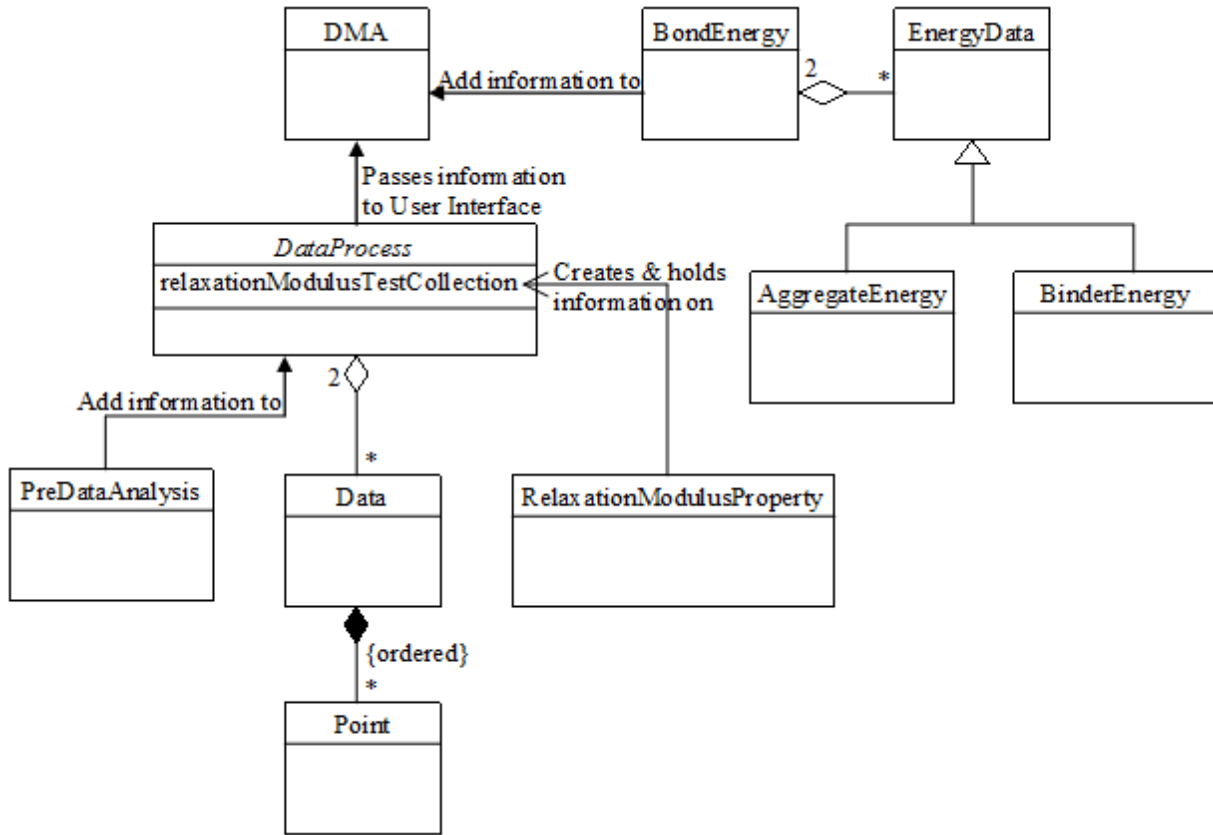 DMA
BondEnergy
EnergyData
2
*
Add information to
Passes information
to User Interface
DataProcess
relaxationModulusTestCollection
Creates & holds
information on
AggregateEnergy
BinderEnergy
2
Add information to
*
PreDataAnalysis
Data
RelaxationModulusProperty
{ordered}
*
Point